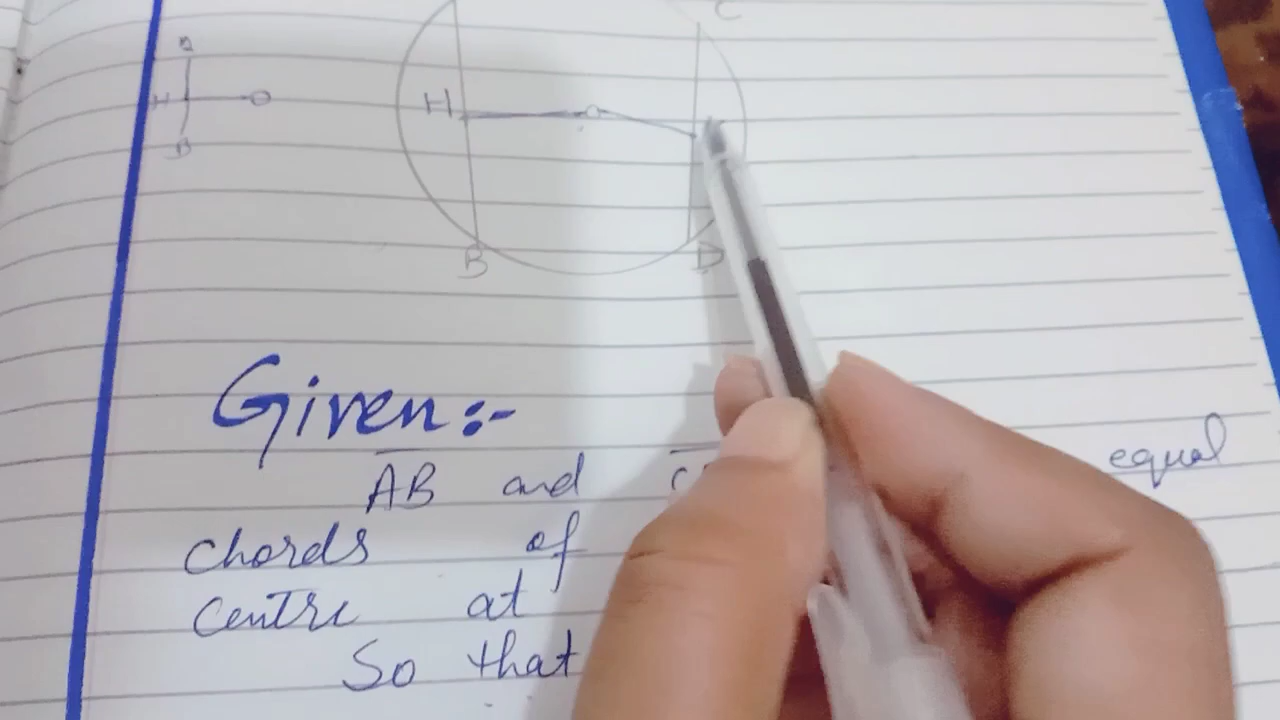 C
A
H O
H O
B
B D
Given:-
AB and equal
chords of
centre at
So that